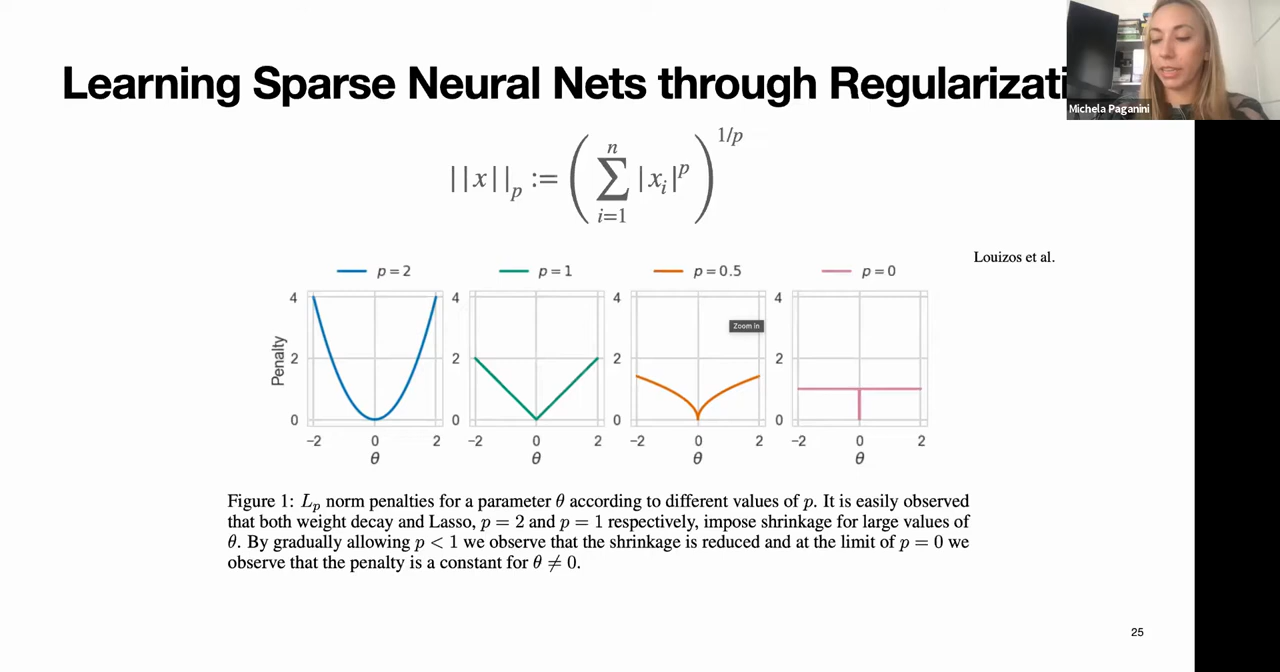 Learning Sparse Neural Nets through Regularizati
Michela Paganini
||x||_p := ( \sum_{i=1}^{n} |x_i|^p )^{1/p}
Louizos et al.
p = 2
p = 1
p = 0.5
p = 0
Penalty
4
2
0
−2 0 2
θ
4
2
0
−2 0 2
θ
4
2
0
−2 0 2
θ
Zoom in
4
2
0
−2 0 2
θ
Figure 1: L_p norm penalties for a parameter θ according to different values of p. It is easily observed
that both weight decay and Lasso, p = 2 and p = 1 respectively, impose shrinkage for large values of
θ. By gradually allowing p < 1 we observe that the shrinkage is reduced and at the limit of p = 0 we
observe that the penalty is a constant for θ ≠ 0.
25